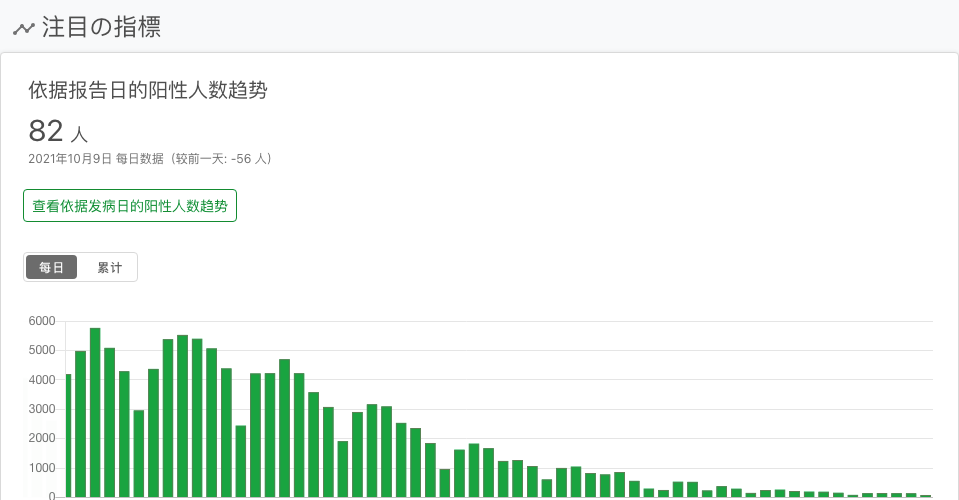 注目の指標
依据报告日的阳性人数趋势
82 人
2021年10月9日 每日数据（较前一天: -56 人）
查看依据发病日的阳性人数趋势
每日 累计
6000
5000
4000
3000
2000
1000
0